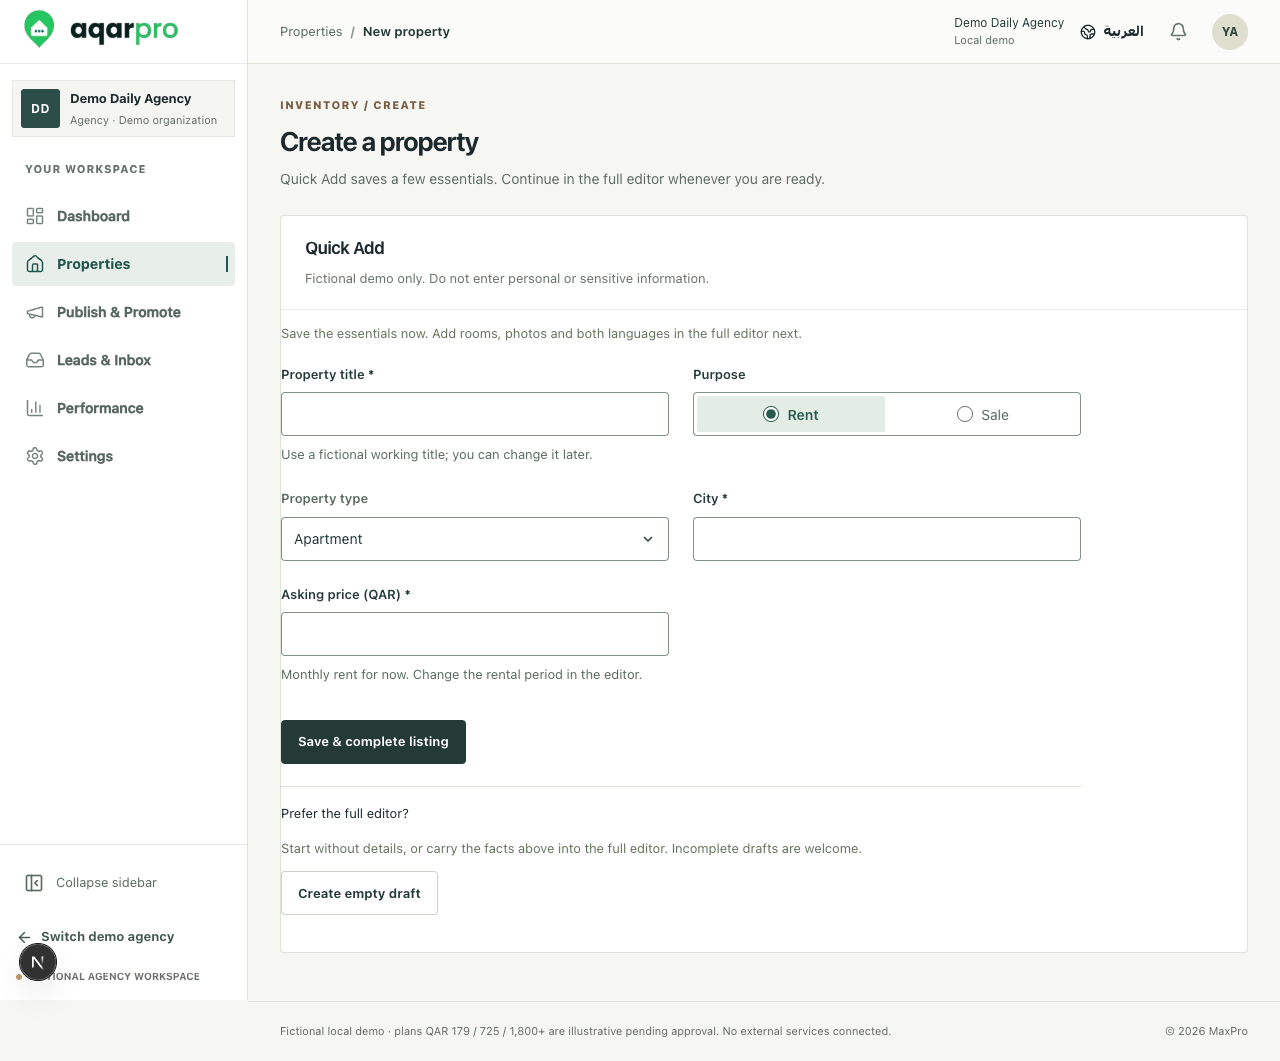 aqarpro
Properties / New property
Demo Daily Agency
Local demo
العربية
YA
DD
Demo Daily Agency
Agency · Demo organization
YOUR WORKSPACE
Dashboard
Properties
Publish & Promote
Leads & Inbox
Performance
Settings
Collapse sidebar
Switch demo agency
N
IONAL AGENCY WORKSPACE
INVENTORY / CREATE
Create a property
Quick Add saves a few essentials. Continue in the full editor whenever you are ready.
Quick Add
Fictional demo only. Do not enter personal or sensitive information.
Save the essentials now. Add rooms, photos and both languages in the full editor next.
Property title *
Purpose
Rent
Sale
Use a fictional working title; you can change it later.
Property type
City *
Apartment
Asking price (QAR) *
Monthly rent for now. Change the rental period in the editor.
Save & complete listing
Prefer the full editor?
Start without details, or carry the facts above into the full editor. Incomplete drafts are welcome.
Create empty draft
Fictional local demo · plans QAR 179 / 725 / 1,800+ are illustrative pending approval. No external services connected.
© 2026 MaxPro